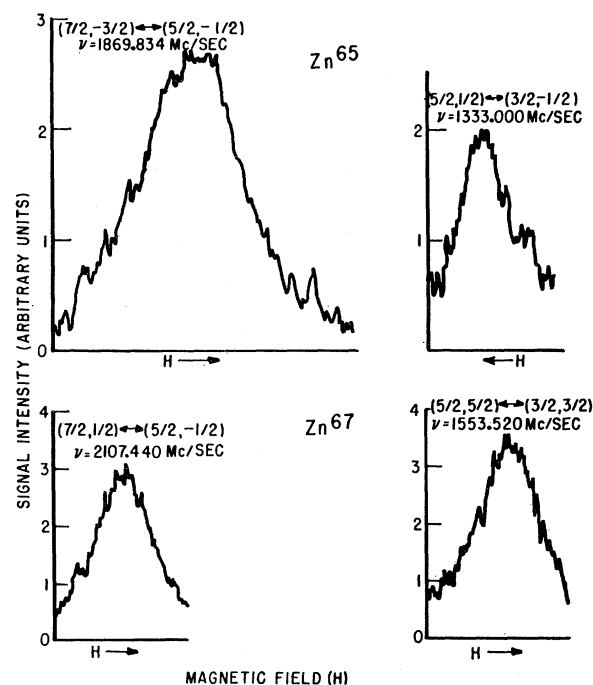 3
(7/2,-3/2)↔(5/2,-1/2)
ν=1869.834 Mc/SEC
Zn65
2
1
0
H →
(5/2,1/2)↔(3/2,-1/2)
ν=1333.000 Mc/SEC
2
1
← H
SIGNAL INTENSITY (ARBITRARY UNITS)
4
(7/2,1/2)↔(5/2,-1/2)
ν=2107.440 Mc/SEC
Zn67
3
2
1
0
H →
4
(5/2,5/2)↔(3/2,3/2)
ν=1553.520 Mc/SEC
3
2
1
0
H →
MAGNETIC FIELD (H)